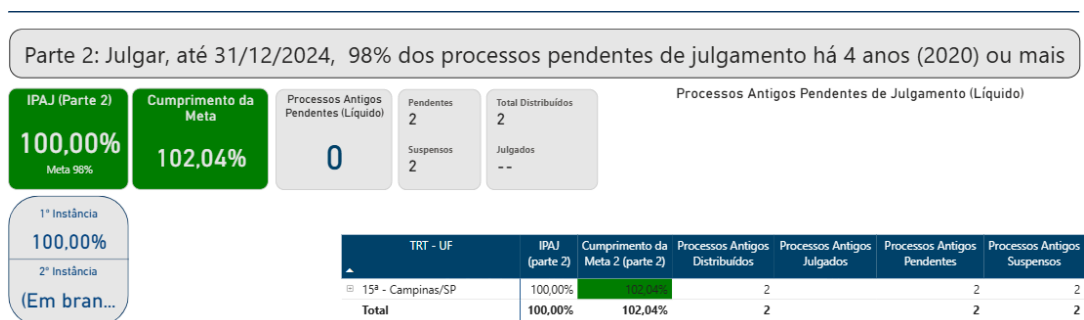 Parte 2: Julgar, até 31/12/2024, 98% dos processos pendentes de julgamento há 4 anos (2020) ou mais
IPAJ (Parte 2)
100,00%
Meta 98%
Cumprimento da
Meta
102,04%
Processos Antigos
Pendentes (Líquido)
0
Pendentes
2
Suspensos
2
Total Distribuídos
2
Julgados
--
Processos Antigos Pendentes de Julgamento (Líquido)
1ª Instância
100,00%
2ª Instância
(Em bran...
TRT - UF IPAJ (parte 2) Cumprimento da Meta 2 (parte 2) Processos Antigos Distribuídos Processos Antigos Julgados Processos Antigos Pendentes Processos Antigos Suspensos
15ª - Campinas/SP 100,00% 102,04% 2 2 2
Total 100,00% 102,04% 2 2 2